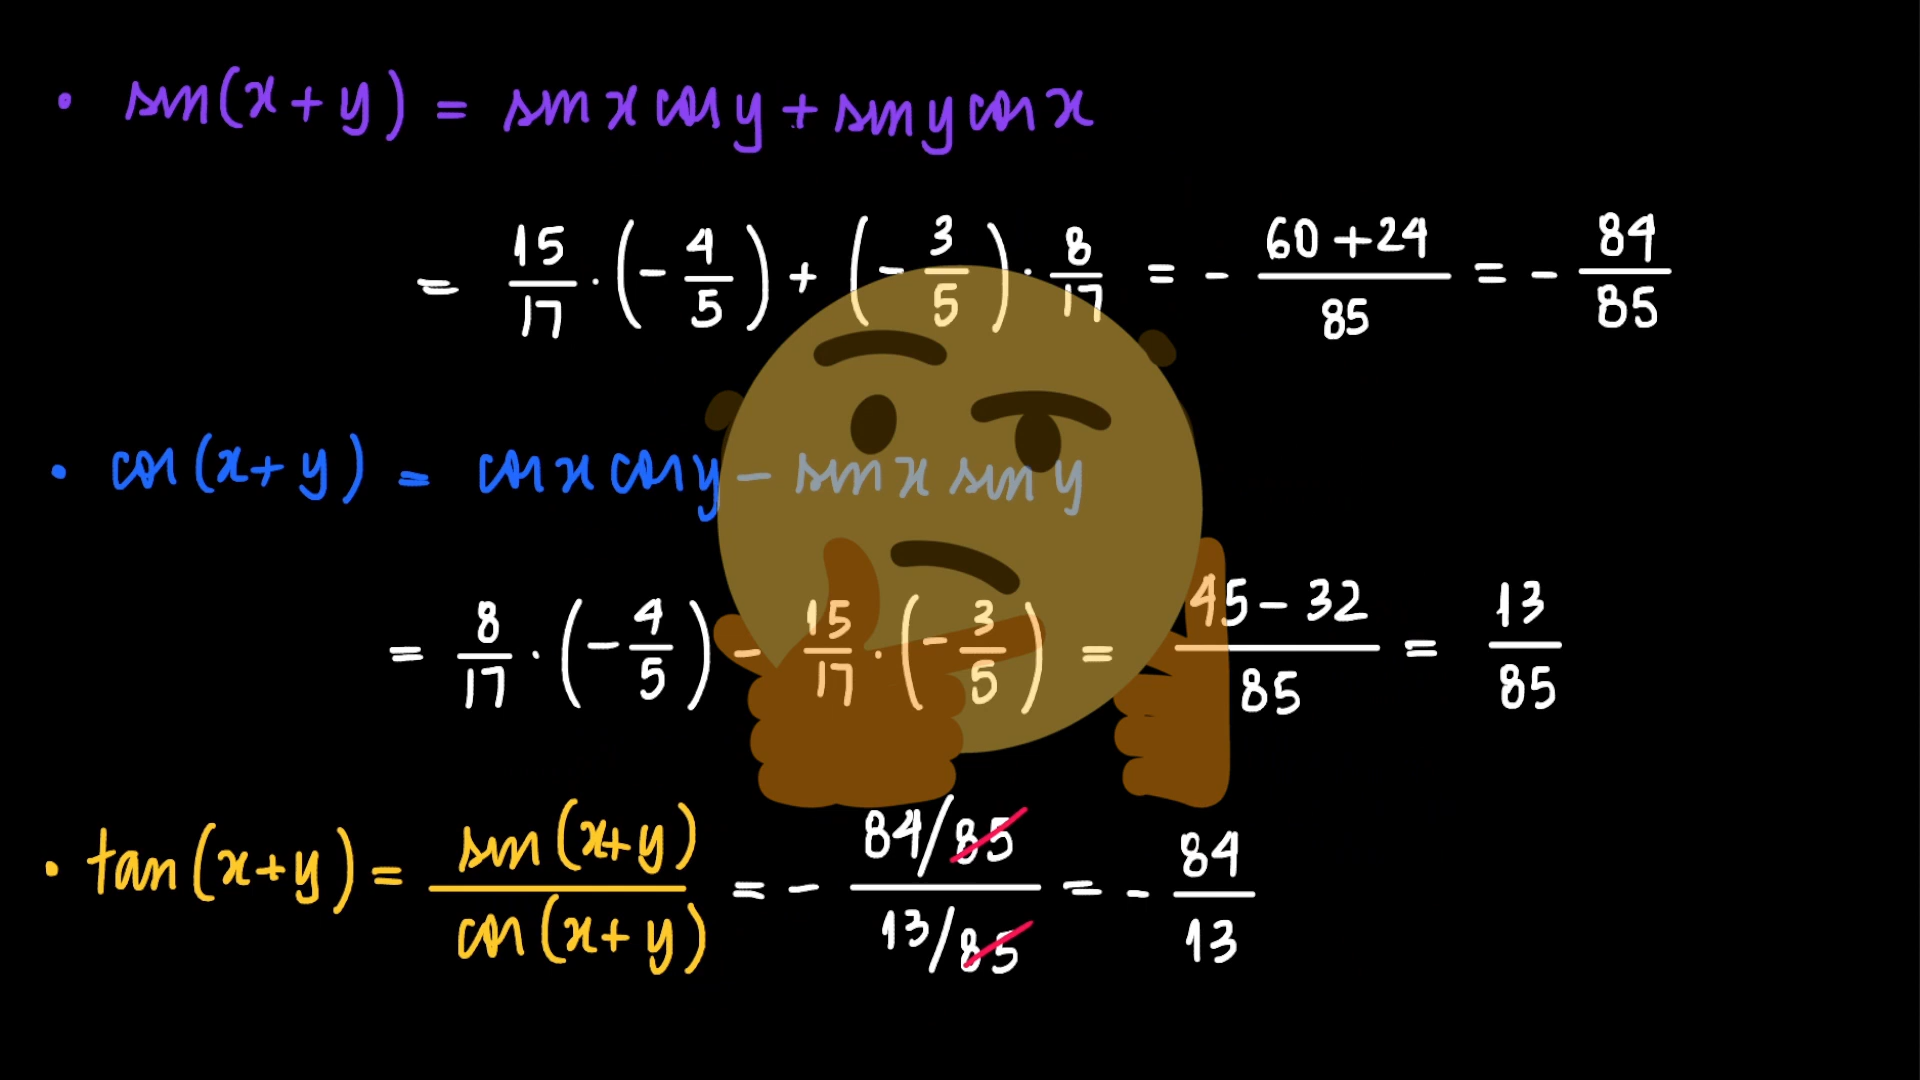 • sin(x+y) = sin x cos y + sin y cos x
= 15/17 · (-4/5) + (-3/5) · 8/17 = - (60+24)/85 = - 84/85
• cos(x+y) = cos x cos y - sin x sin y
= 8/17 · (-4/5) - 15/17 · (-3/5) = (45-32)/85 = 13/85
• tan(x+y) = sin(x+y)/cos(x+y) = - (84/85)/(13/85) = - 84/13